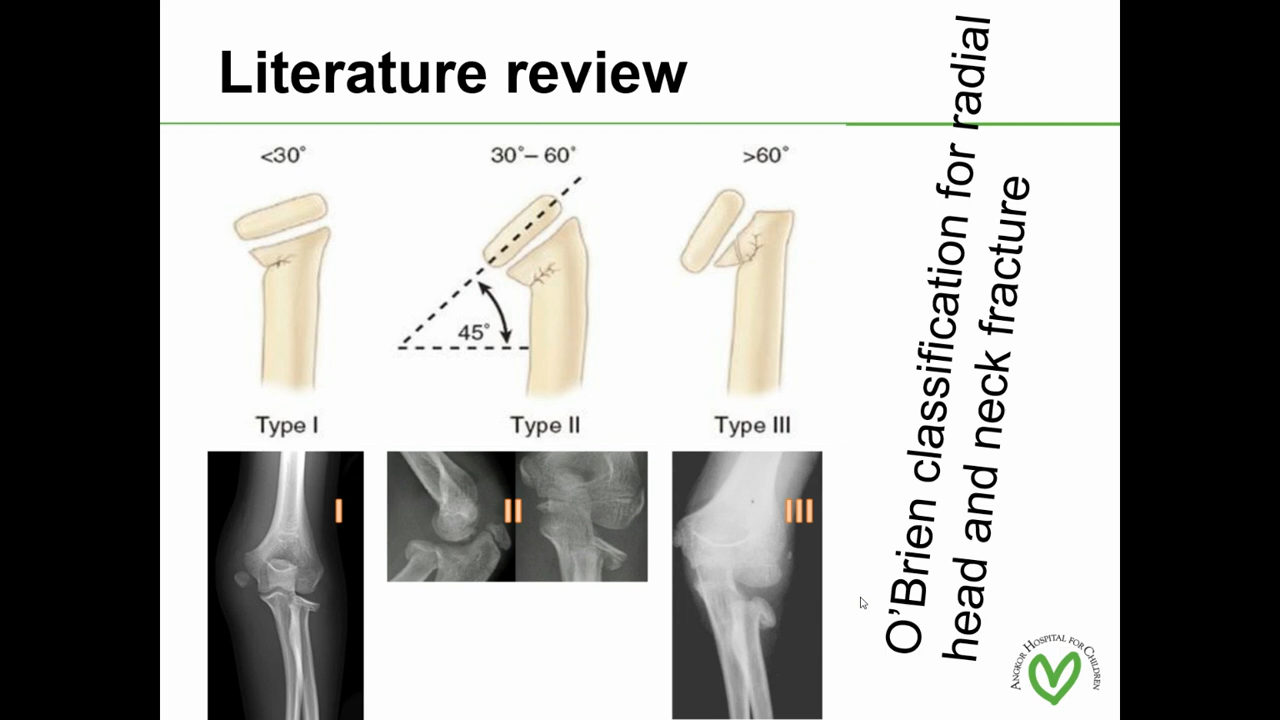 Literature review
<30°
30°– 60°
>60°
45°
Type I
Type II
Type III
I
II
III
O’Brien classification for radial
head and neck fracture
ANGKOR HOSPITAL FOR CHILDREN